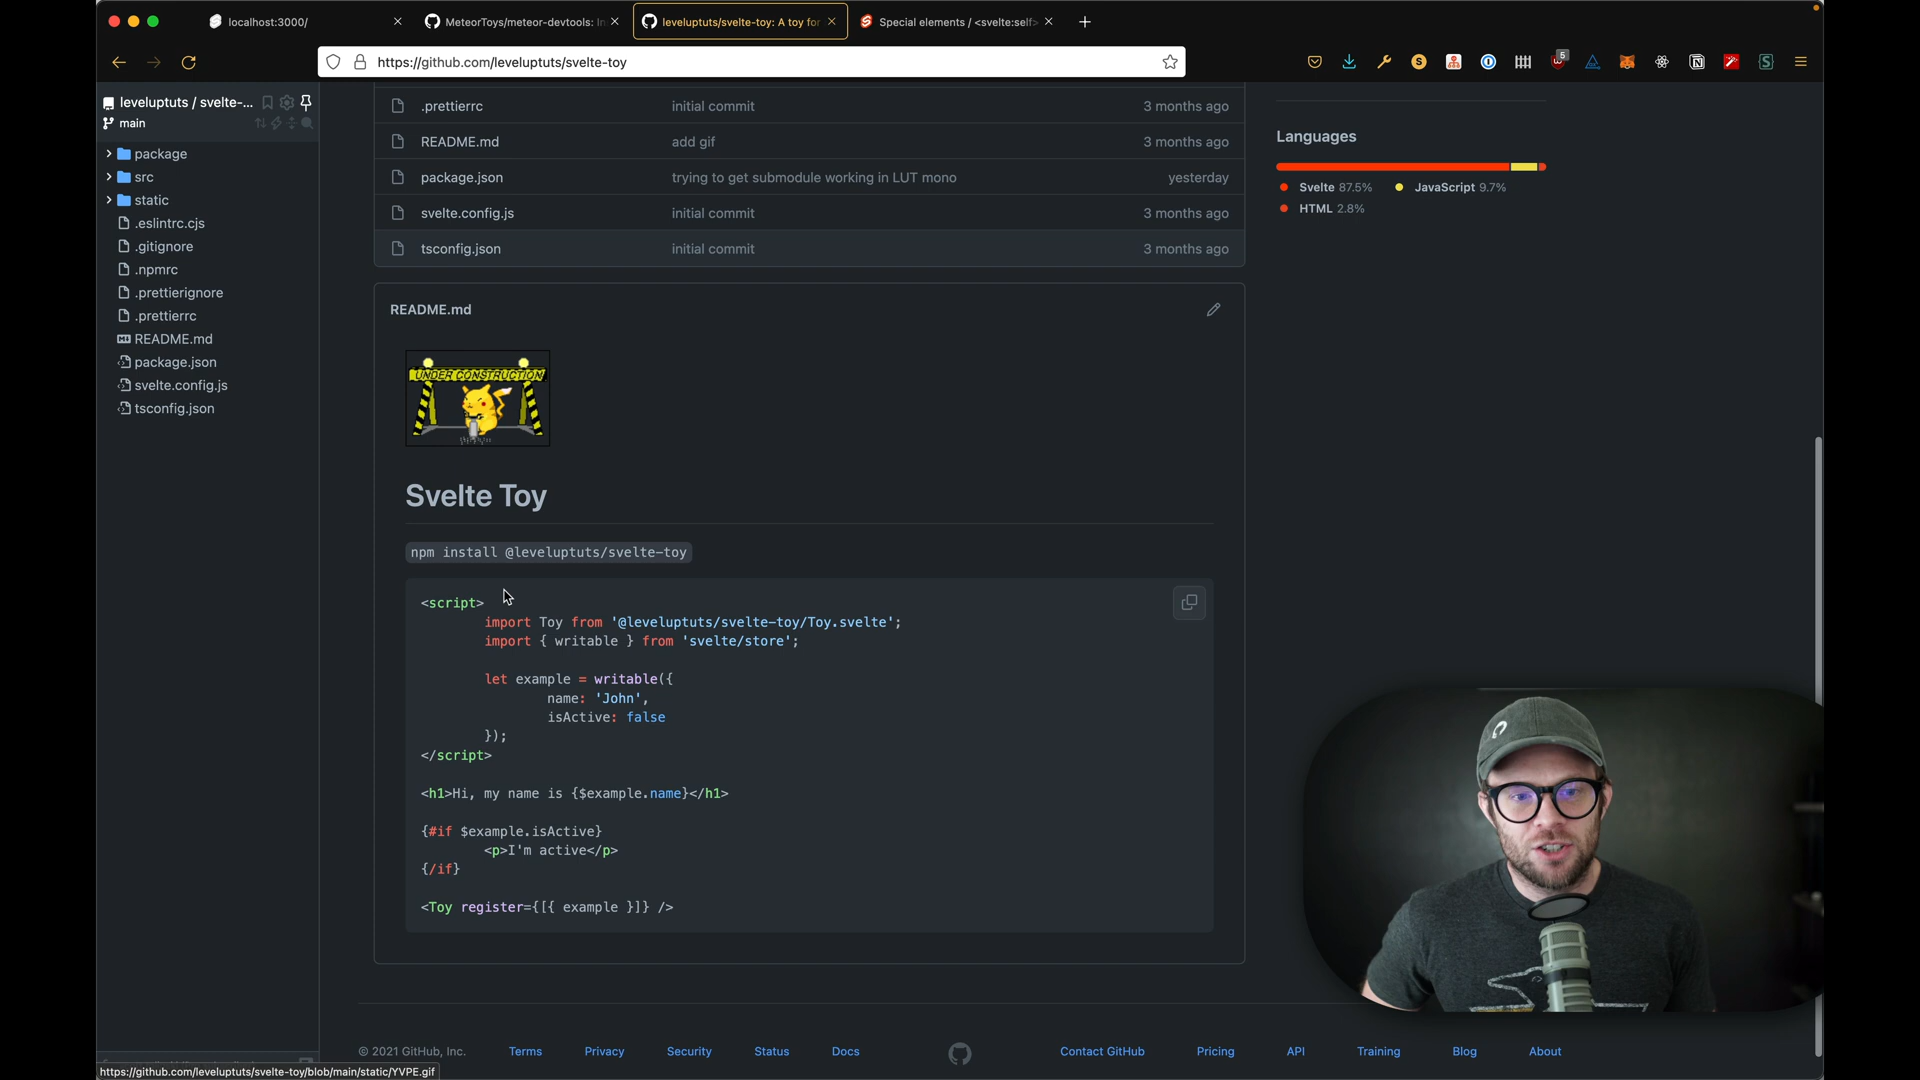 localhost:3000/
MeteorToys/meteor-devtools: In
leveluptuts/svelte-toy: A toy for
Special elements / <svelte:self>
https://github.com/leveluptuts/svelte-toy
5
leveluptuts / svelte-...
main
package
src
static
.eslintrc.cjs
.gitignore
.npmrc
.prettierignore
.prettierrc
README.md
package.json
svelte.config.js
tsconfig.json
.prettierrc initial commit 3 months ago
README.md add gif 3 months ago
package.json trying to get submodule working in LUT mono yesterday
svelte.config.js initial commit 3 months ago
tsconfig.json initial commit 3 months ago
Languages
Svelte 87.5% JavaScript 9.7%
HTML 2.8%
README.md
UNDER CONSTRUCTION
Svelte Toy
npm install @leveluptuts/svelte-toy
<script>
import Toy from '@leveluptuts/svelte-toy/Toy.svelte';
import { writable } from 'svelte/store';
let example = writable({
name: 'John',
isActive: false
});
</script>
<h1>Hi, my name is {$example.name}</h1>
{#if $example.isActive}
<p>I'm active</p>
{/if}
<Toy register={[{ example }]} />
© 2021 GitHub, Inc. Terms Privacy Security Status Docs Contact GitHub Pricing API Training Blog About
https://github.com/leveluptuts/svelte-toy/blob/main/static/YVPE.gif